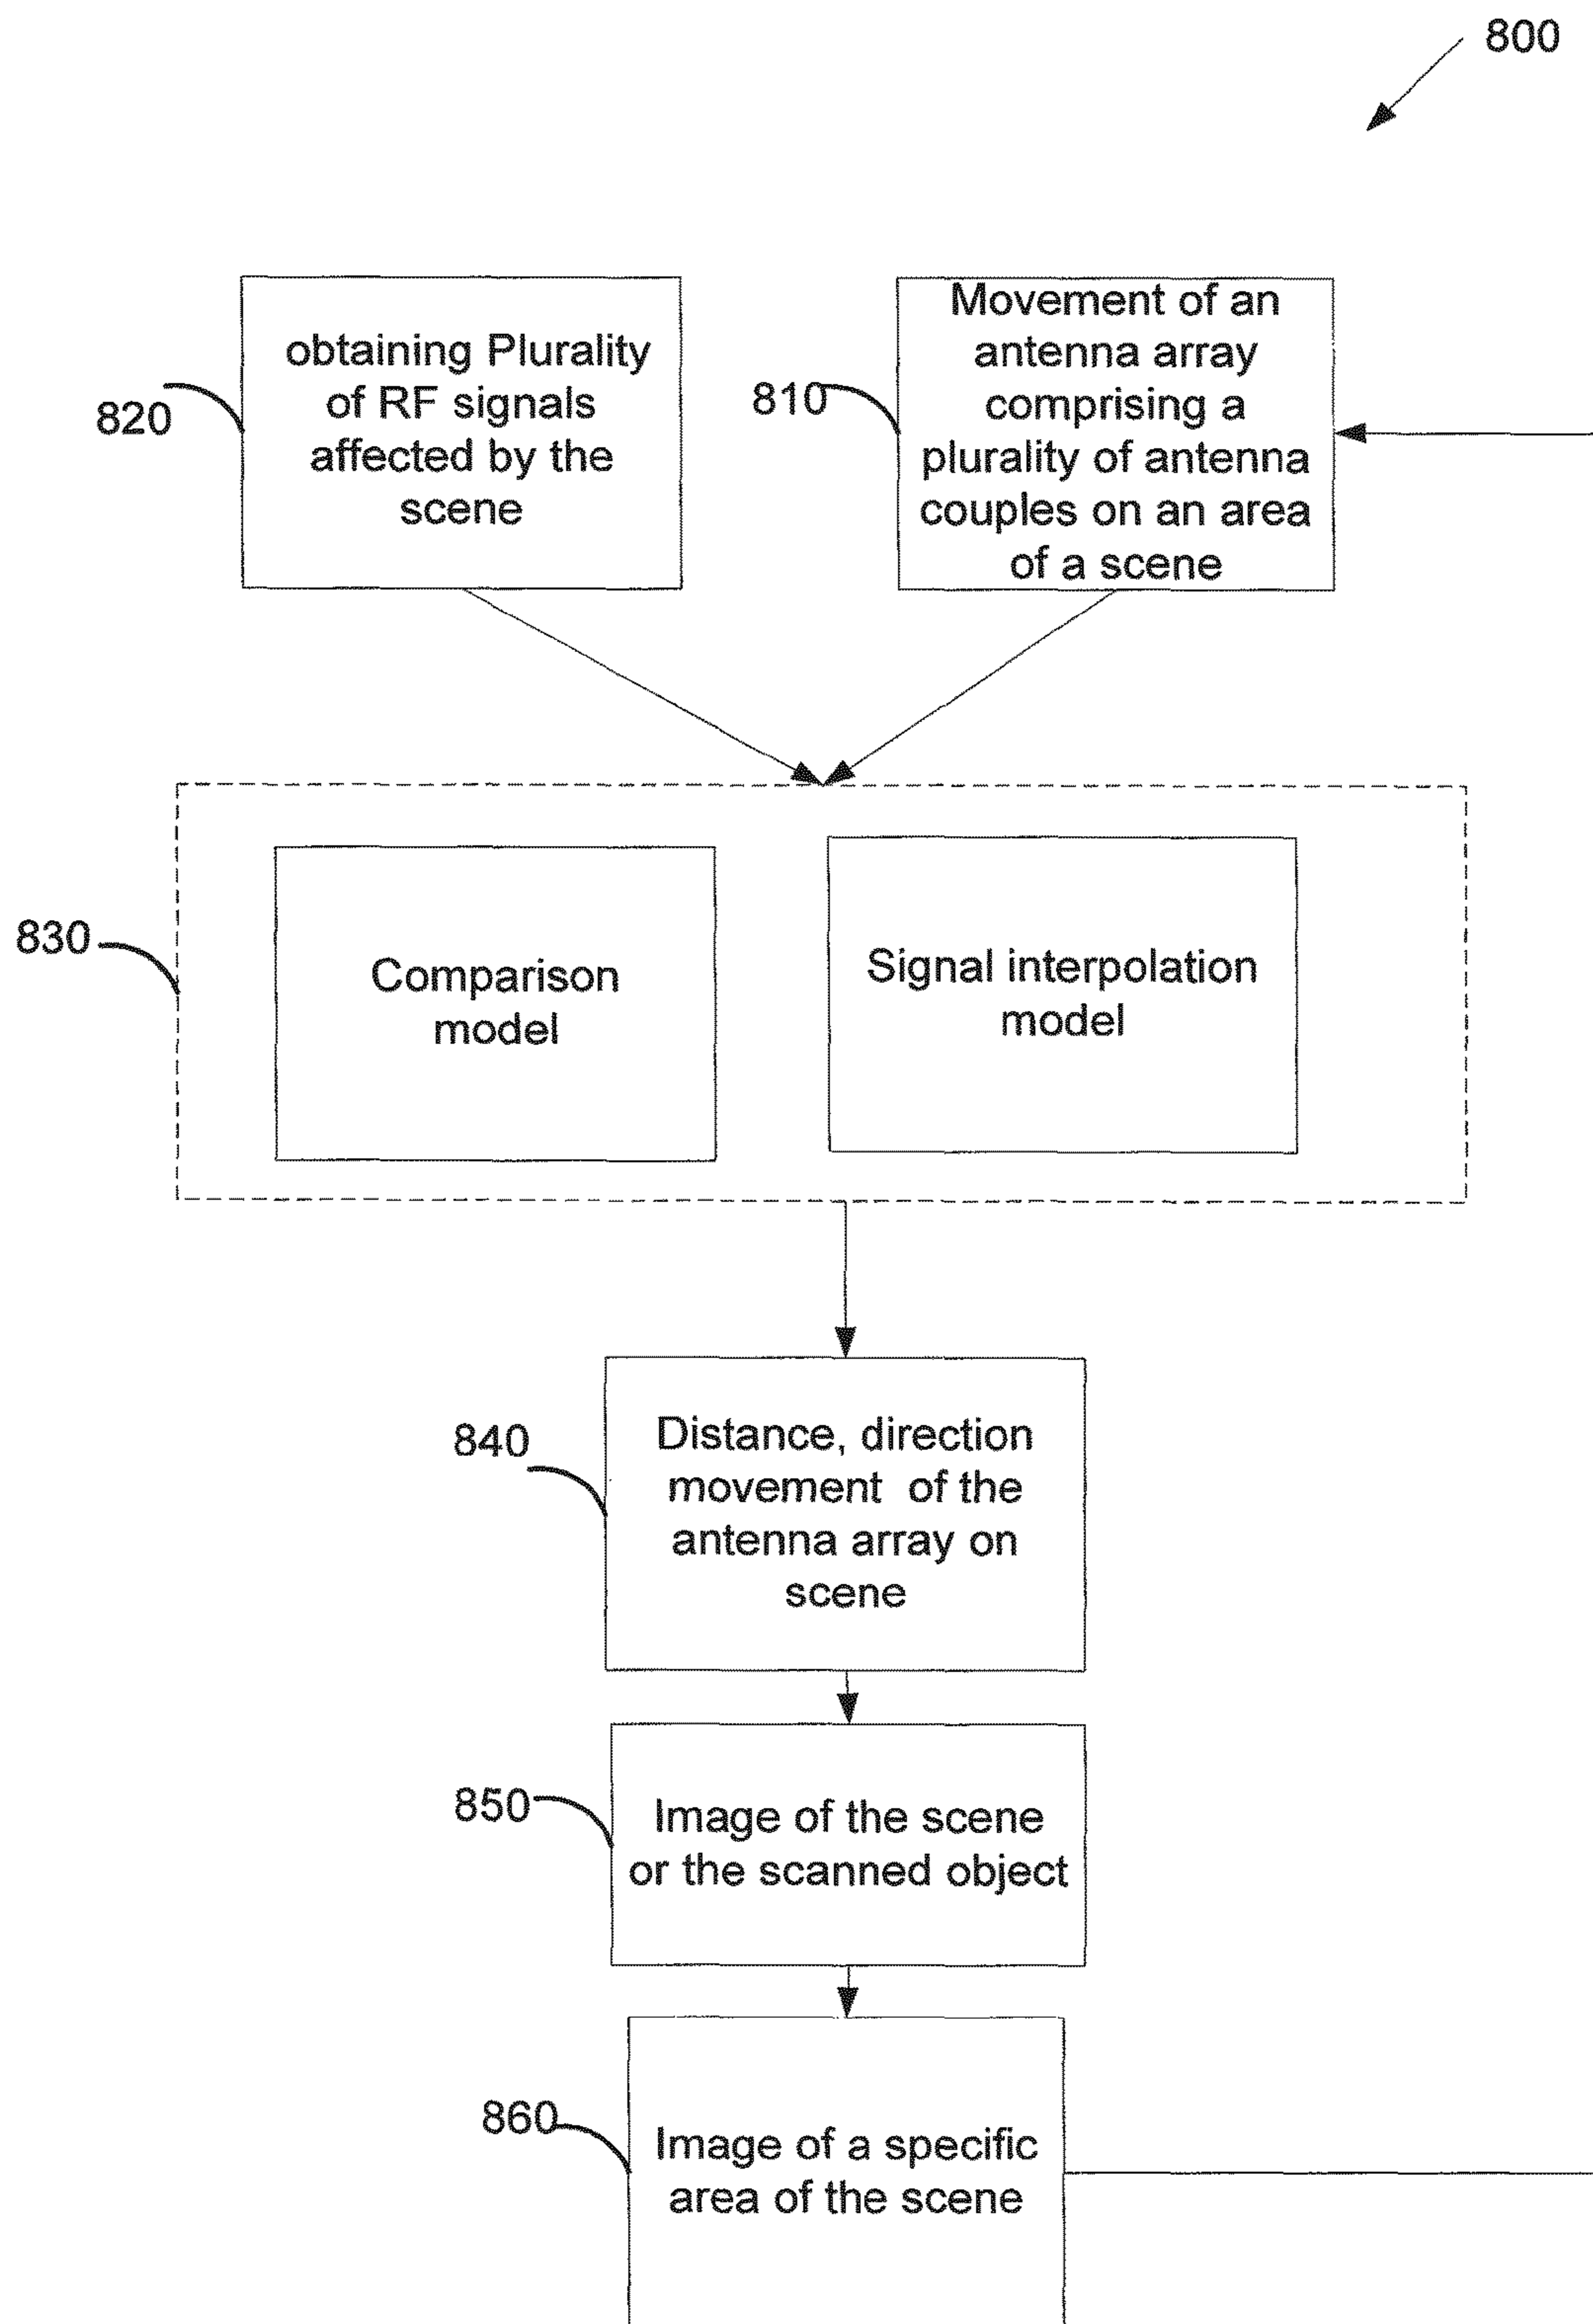 800
obtaining Plurality
of RF signals
affected by the
scene
820
Movement of an
antenna array
comprising a
plurality of antenna
couples on an area
of a scene
810
830
Comparison
model
Signal interpolation
model
840
Distance, direction
movement of the
antenna array on
scene
850
Image of the scene
or the scanned object
860
Image of a specific
area of the scene